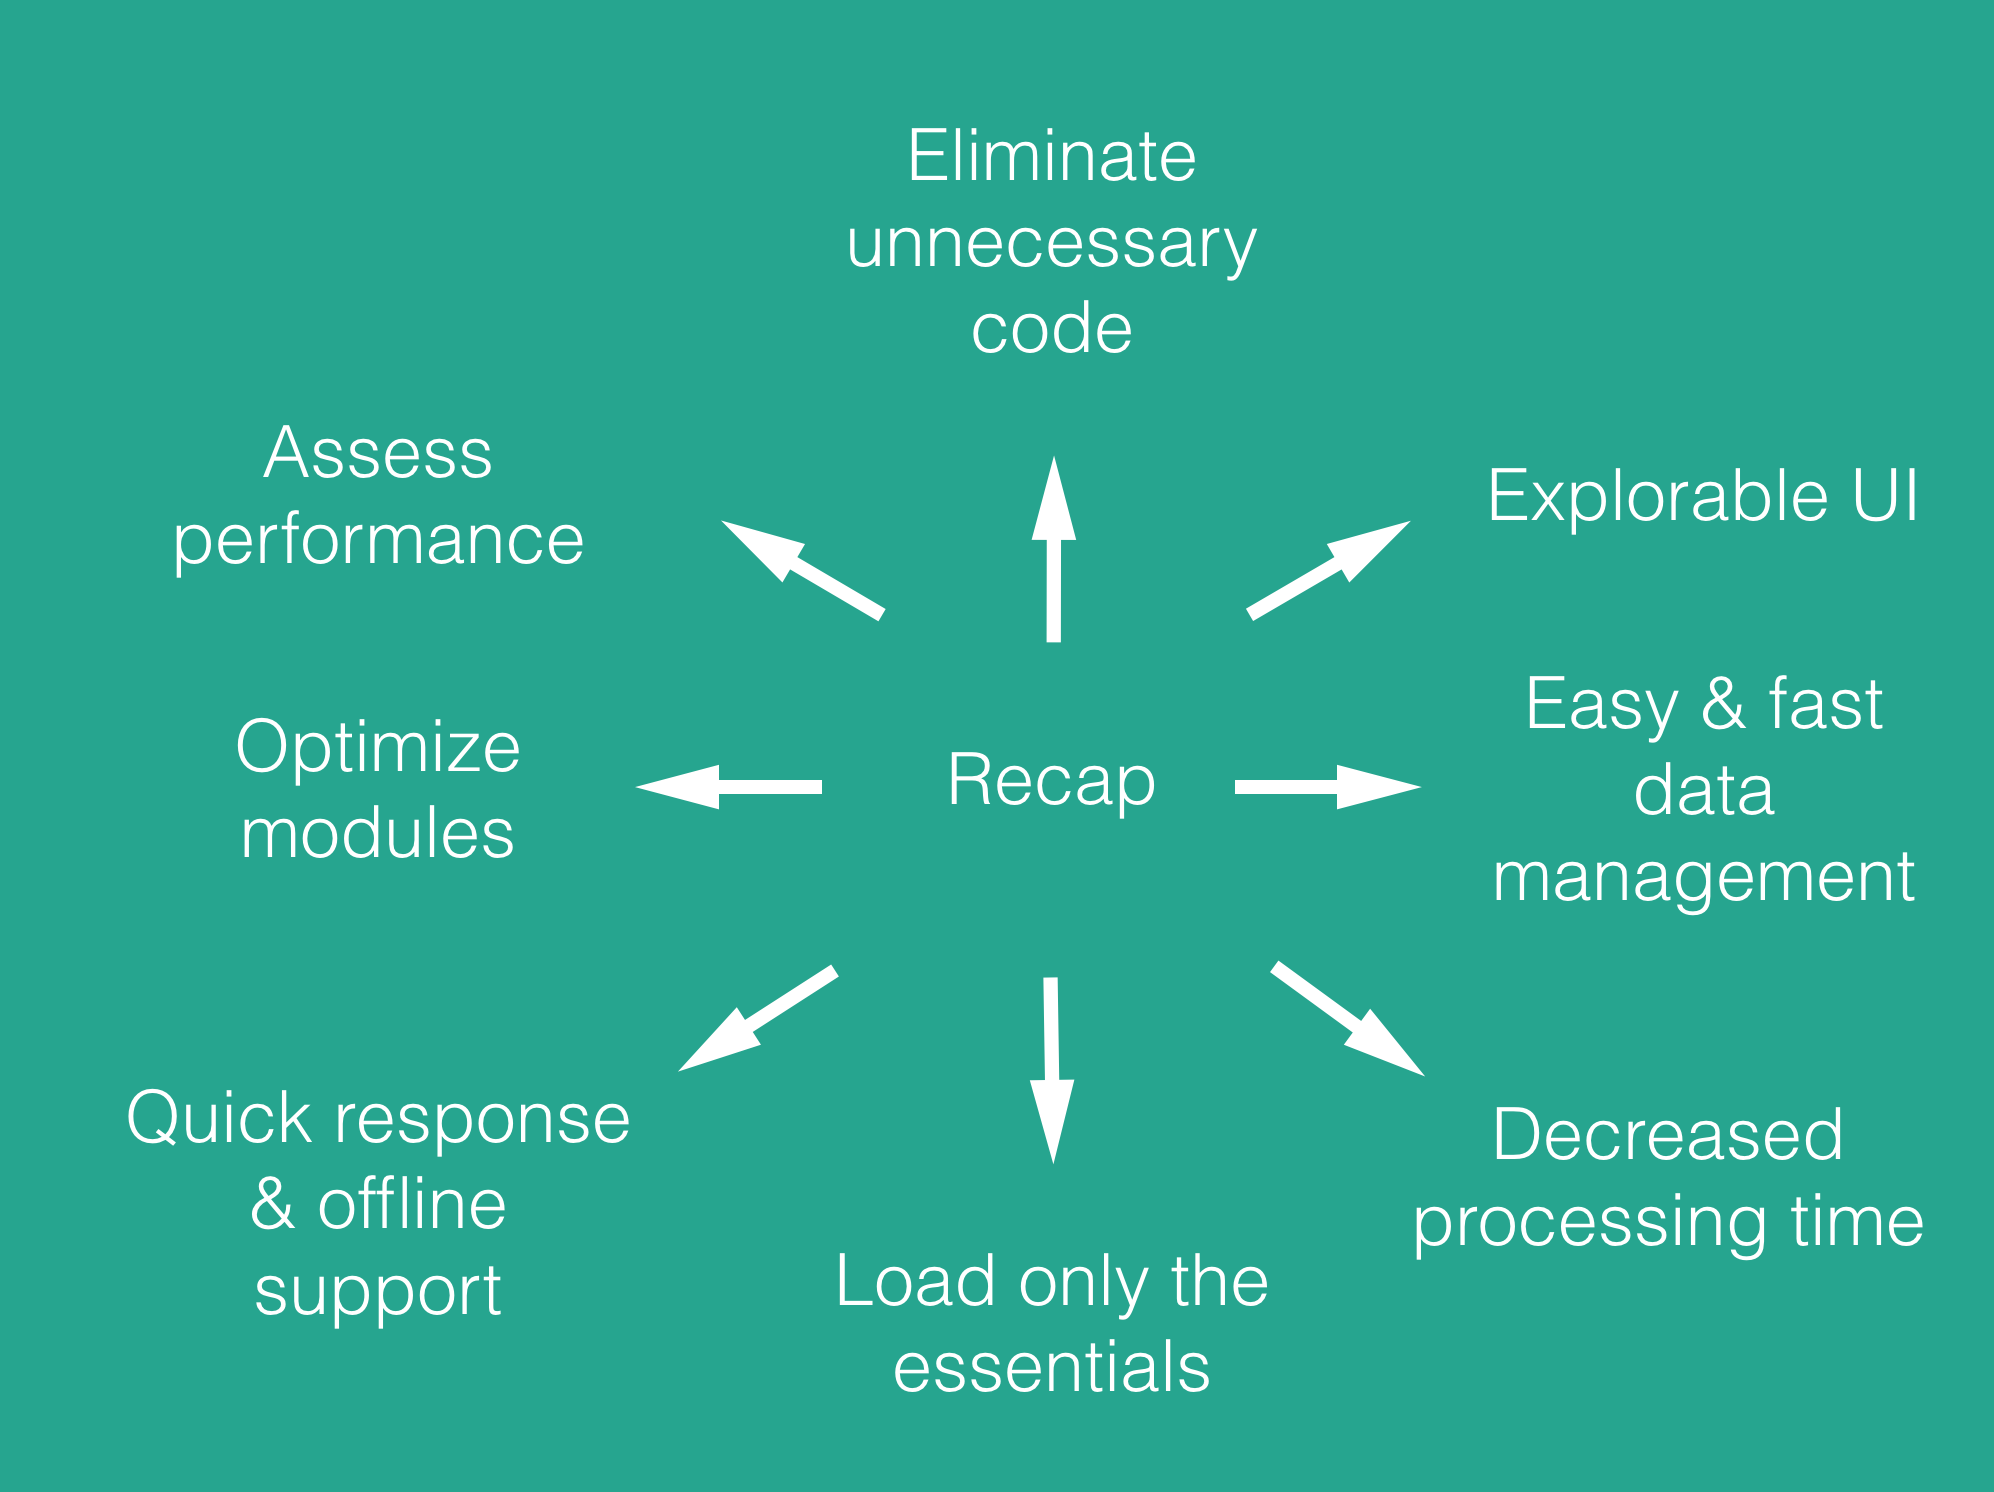 Eliminate
unnecessary
code
Assess
performance
Explorable UI
Optimize
modules
Recap
Easy & fast
data
management
Quick response
& offline
support
Load only the
essentials
Decreased
processing time